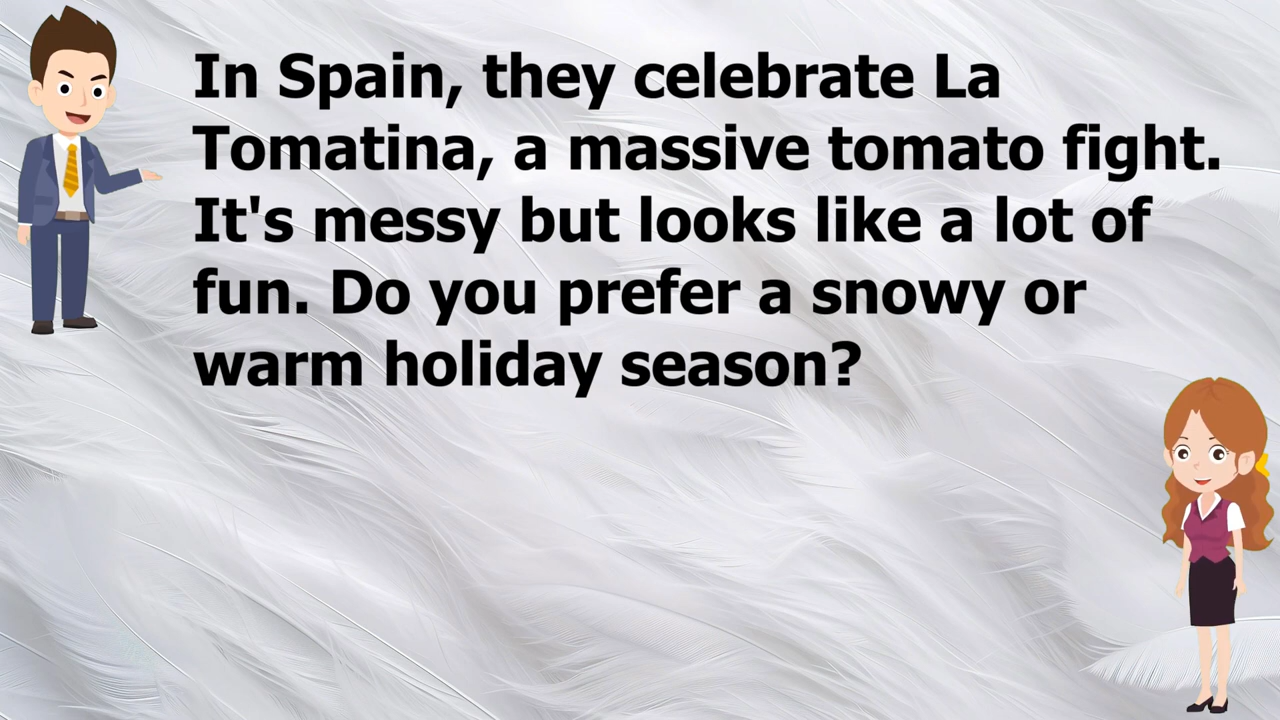 In Spain, they celebrate La
Tomatina, a massive tomato fight.
It's messy but looks like a lot of
fun. Do you prefer a snowy or
warm holiday season?